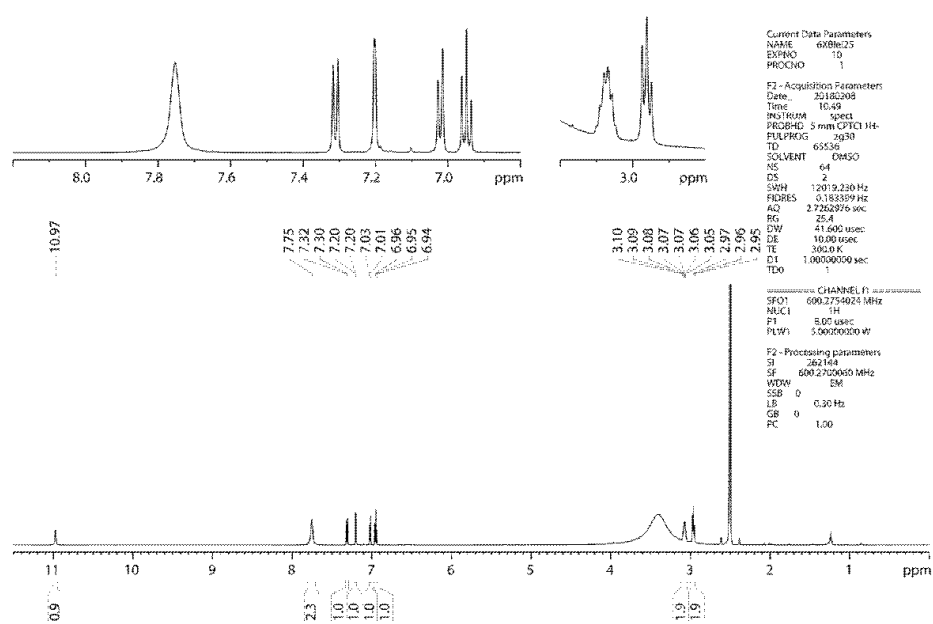 Current Data Parameters
NAME 6XBleI25
EXPNO 10
PROCNO 1
F2 - Acquisition Parameters
Date_ 20180208
Time 10.49
INSTRUM spect
PROBHD 5 mm CPTCI 1H-
PULPROG zg30
TD 65536
SOLVENT DMSO
NS 64
DS 2
SWH 12019.230 Hz
FIDRES 0.183399 Hz
AQ 2.7262976 sec
RG 25.4
DW 41.600 usec
DE 10.00 usec
TE 300.0 K
D1 1.00000000 sec
TD0 1
CHANNEL f1
SFO1 600.2754024 MHz
NUC1 1H
P1 8.00 usec
PLW1 5.00000000 W
F2 - Processing parameters
SI 262144
SF 600.2700060 MHz
WDW EM
SSB 0
LB 0.30 Hz
GB 0
PC 1.00
8.0 7.8 7.6 7.4 7.2 7.0 ppm
3.0 ppm
10.97
7.75
7.32
7.30
7.20
7.20
7.03
7.01
6.96
6.95
6.94
3.10
3.09
3.08
3.07
3.07
3.06
3.05
2.97
2.96
2.95
11 10 9 8 7 6 5 4 3 2 1 ppm
0.9
2.3
1.0
1.0
1.0
1.0
1.9
1.9